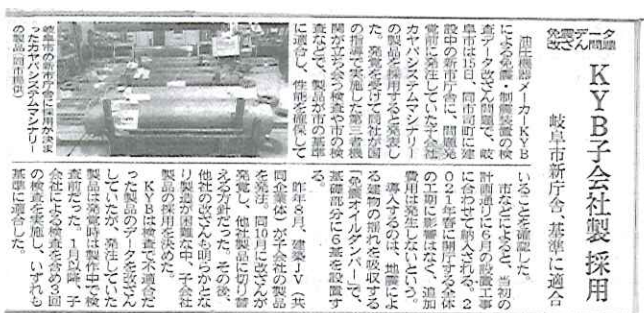 免震データ
改ざん問題
KYB子会社製 採用
岐阜市新庁舎、基準に適合
油圧機器メーカーKYB
による免震・制震装置の検
査データ改ざん問題で、岐
阜市は15日、同市司町に建
設中の新市庁舎に、問題発
覚前に発注していた子会社
カヤバシステムマシナリー
の製品を採用すると発表し
た。発覚を受けて同社が国
の指導で実施した第三者機
関が立ち会う検査や市の検
査などで、製品が市の基準
に適合し、性能を確保して
岐阜市の新市庁舎に採用が決ま
ったカヤバシステムマシナリー
の製品(同市提供)
いることを確認した。
市などによると、当初の
計画通りに6月の設置工事
に合わせて搬入される。2
021年春に開庁する全体
の工期に影響はなく、追加
費用は発生しないという。
導入するのは、地震によ
る建物の揺れを吸収する
「免震オイルダンパー」で、
基礎部分に6基を設置す
る。
昨年8月、建築JV(共
同企業体)が子会社の製品
を発注、同10月に改ざんが
発覚し、他社製品に切り替
える方針だった。その後、
他社の改ざんも明らかとな
り製造が困難な中、子会社
製品の採用を決めた。
KYBは検査で不適合だ
った製品のデータを改ざん
していたが、発注していた
製品は発覚時は製作中で検
査前だった。1月以降、子
会社による検査を含め3回
の検査を実施し、いずれも
基準に適合した。